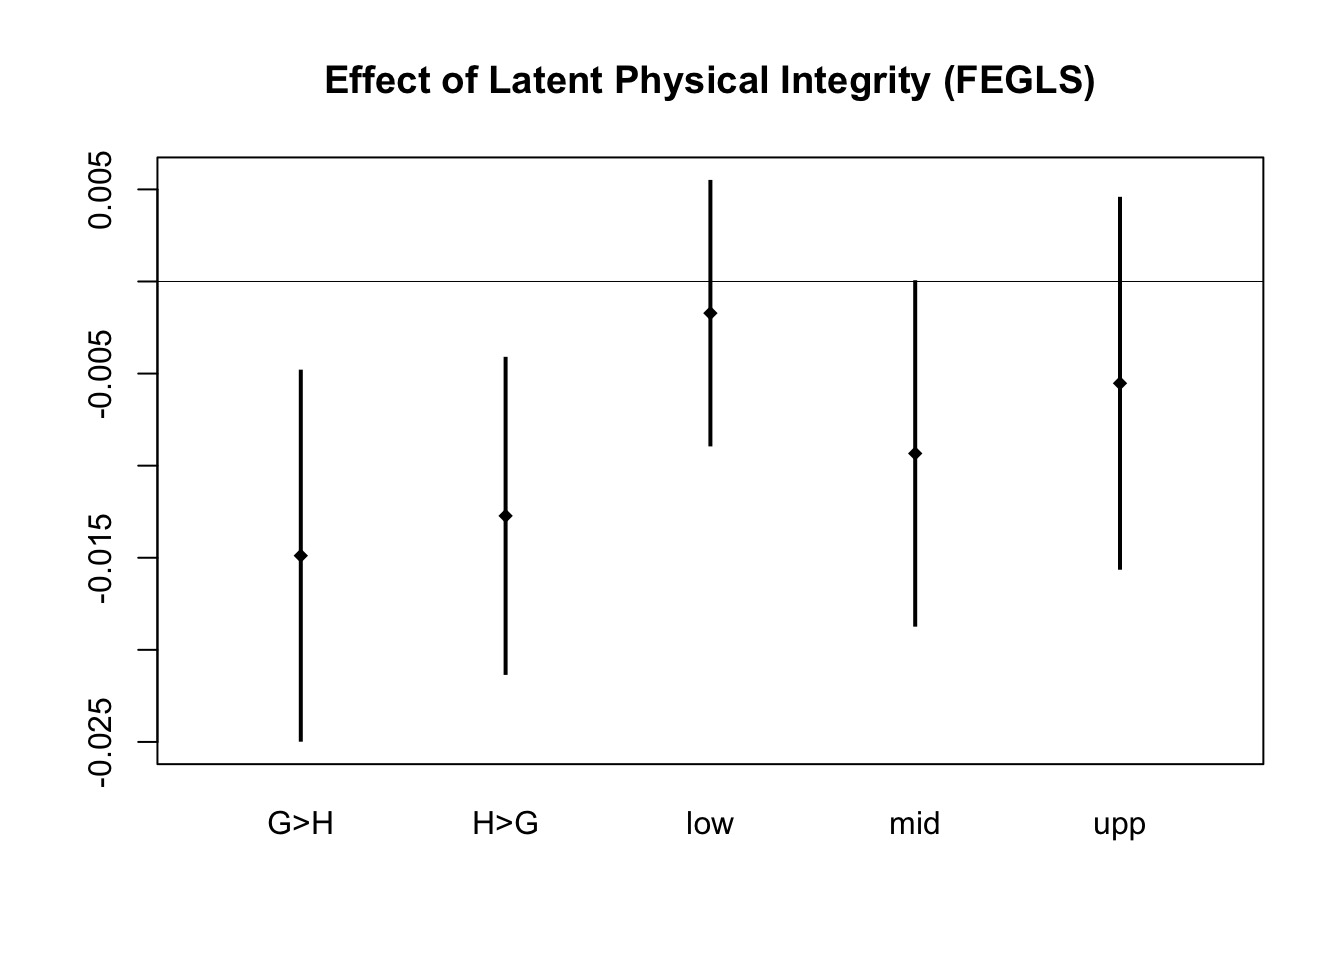 Effect of Latent Physical Integrity (FEGLS)
0.005
-0.005
-0.015
-0.025
G>H H>G low mid upp